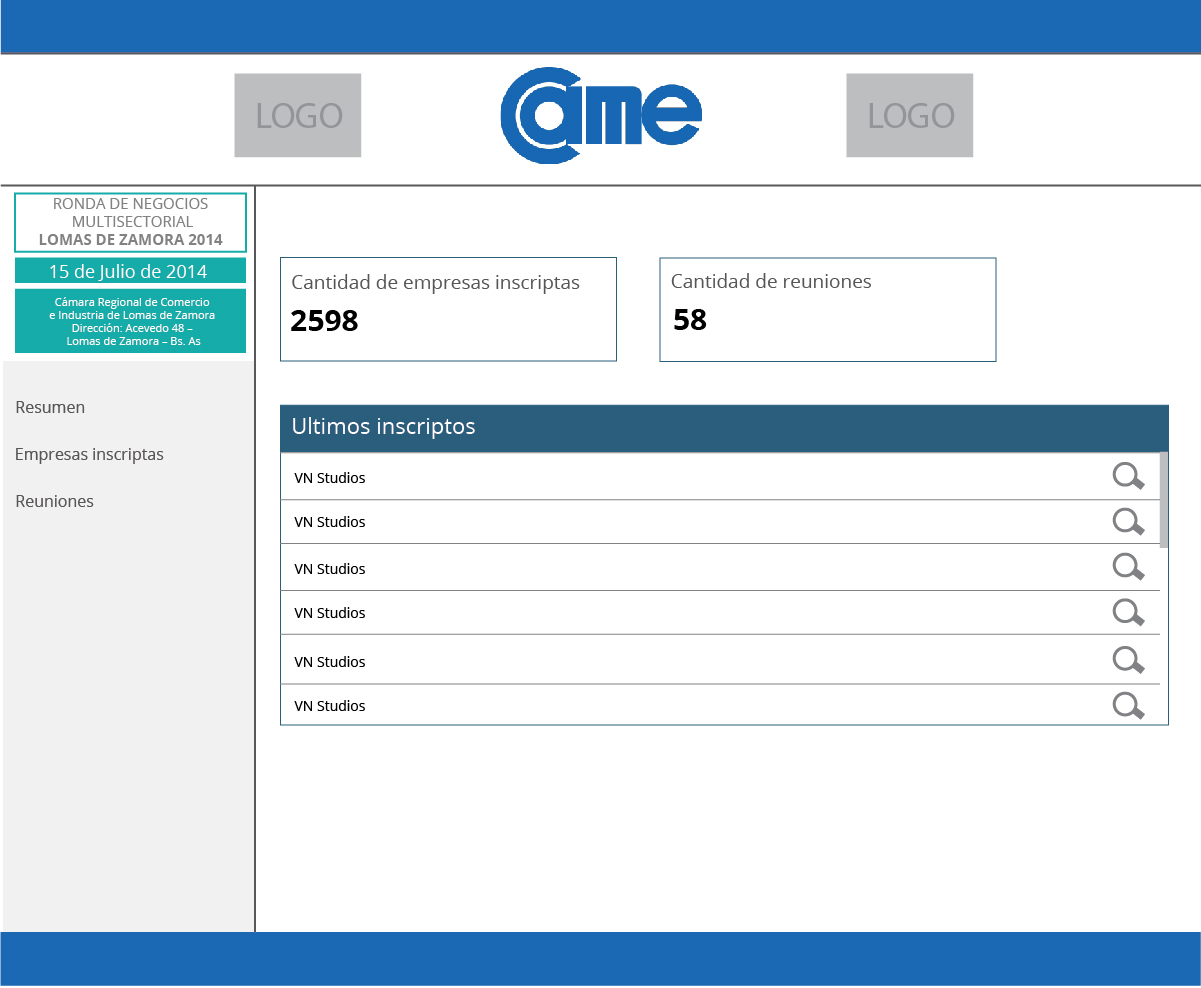 LOGO
Came
LOGO
RONDA DE NEGOCIOS
MULTISECTORIAL
LOMAS DE ZAMORA 2014
15 de Julio de 2014
Cámara Regional de Comercio
e Industria de Lomas de Zamora
Dirección: Acevedo 48 –
Lomas de Zamora – Bs. As
Resumen
Empresas inscriptas
Reuniones
Cantidad de empresas inscriptas
2598
Cantidad de reuniones
58
Ultimos inscriptos
VN Studios
VN Studios
VN Studios
VN Studios
VN Studios
VN Studios